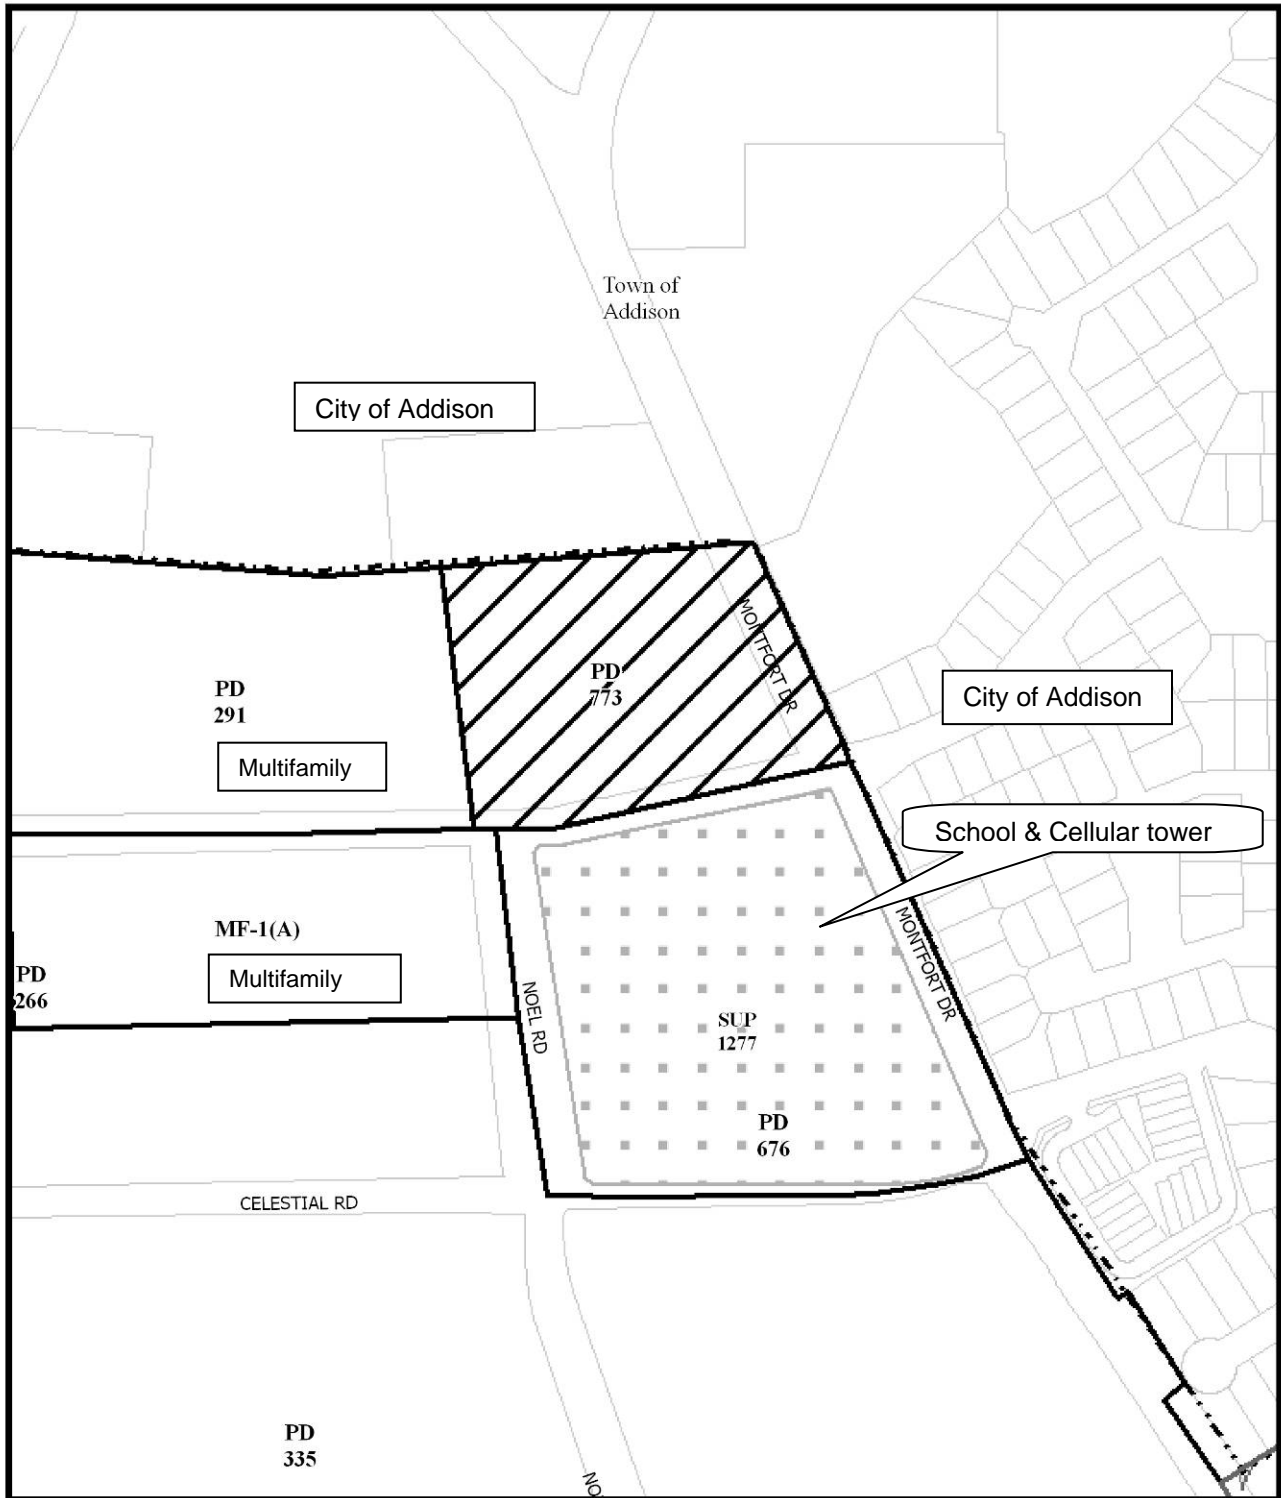 Town of
Addison
City of Addison
MONTFORT DR
PD
773
PD
291
City of Addison
Multifamily
School & Cellular tower
MF-1(A)
Multifamily
PD
266
NOEL RD
MONTFORT DR
SUP
1277
PD
676
CELESTIAL RD
PD
335
NO